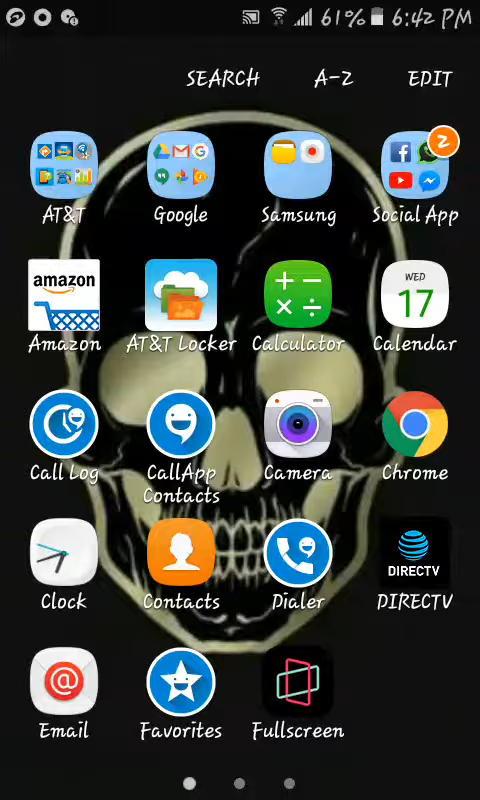 61% 6:42 PM
SEARCH A-Z EDIT
2
AT&T Google Samsung Social App
amazon
WED
17
Amazon AT&T Locker Calculator Calendar
Call Log CallApp Contacts Camera Chrome
DIRECTV
Clock Contacts Dialer DIRECTV
Email Favorites Fullscreen